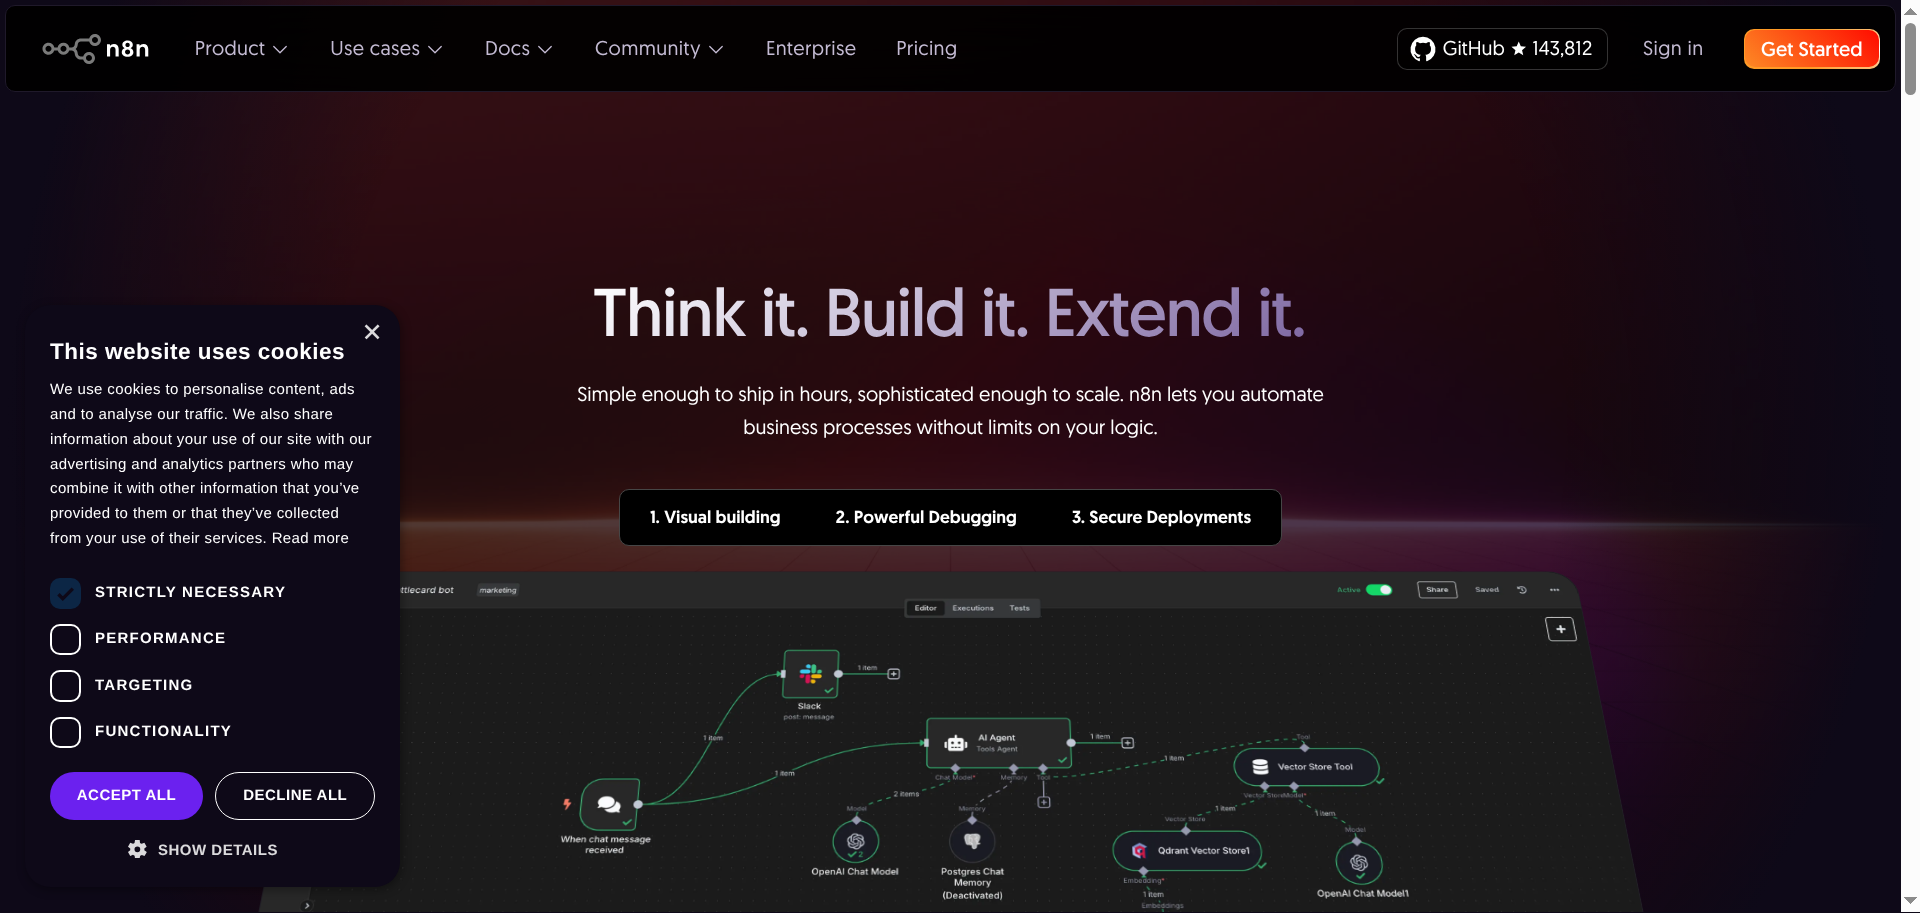 n8n
Product
Use cases
Docs
Community
Enterprise
Pricing
GitHub ★ 143,812
Sign in
Get Started
Think it. Build it. Extend it.
Simple enough to ship in hours, sophisticated enough to scale. n8n lets you automate
business processes without limits on your logic.
1. Visual building
2. Powerful Debugging
3. Secure Deployments
This website uses cookies
We use cookies to personalise content, ads
and to analyse our traffic. We also share
information about your use of our site with our
advertising and analytics partners who may
combine it with other information that you've
provided to them or that they've collected
from your use of their services. Read more
STRICTLY NECESSARY
PERFORMANCE
TARGETING
FUNCTIONALITY
ACCEPT ALL
DECLINE ALL
SHOW DETAILS
ttlecard bot
marketing
Active
Share
Saved
Editor
Executions
Tests
1 item
Slack
post: message
1 item
AI Agent
Tools Agent
1 item
Chat Model*
Memory
Tool
1 item
Tool
Vector Store Tool
1 item
2 items
Vector Store
Model*
When chat message
received
Model
2
OpenAI Chat Model
Memory
Postgres Chat
Memory
(Deactivated)
1 item
Vector Store
Qdrant Vector Store1
Embedding*
1 item
Embeddings
1 item
Model
OpenAI Chat Model1